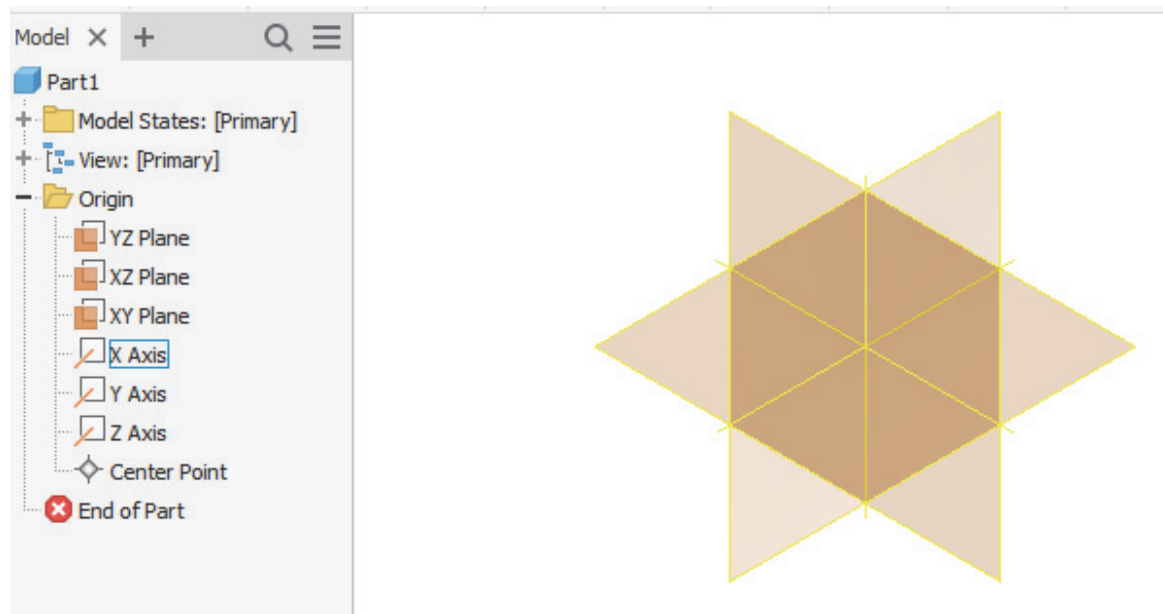 Model
Part1
Model States: [Primary]
View: [Primary]
Origin
YZ Plane
XZ Plane
XY Plane
X Axis
Y Axis
Z Axis
Center Point
End of Part